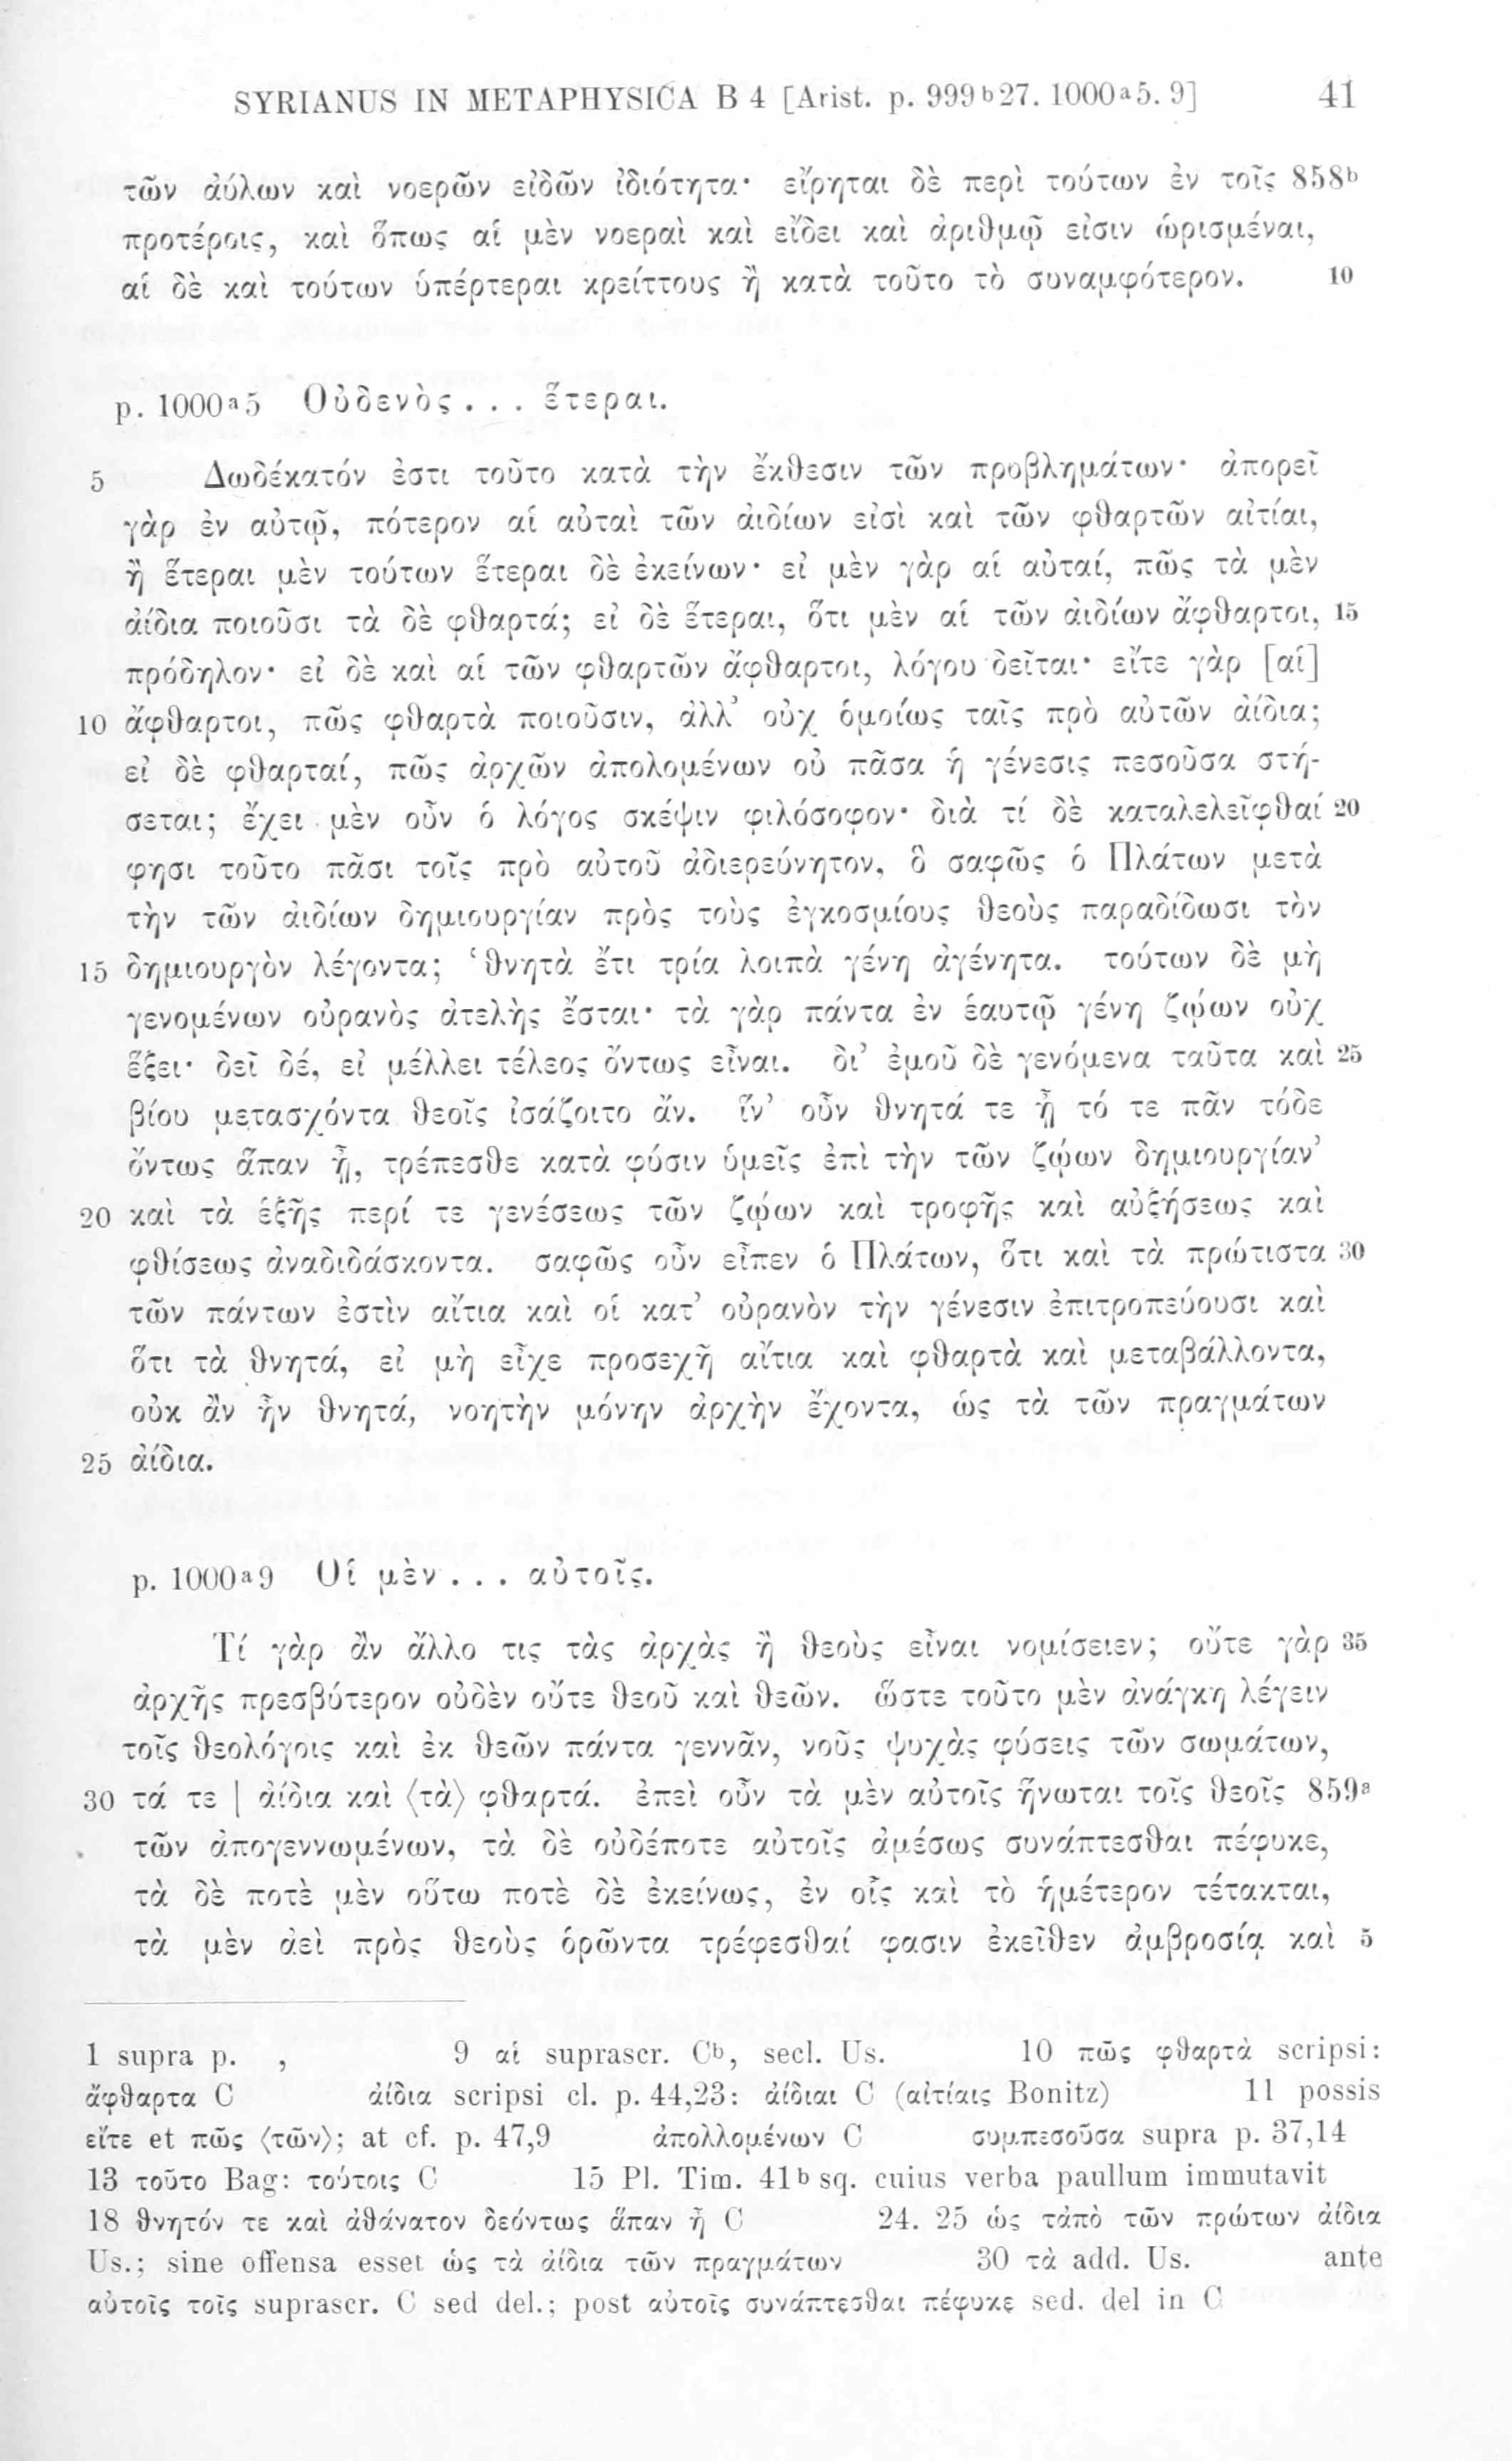 SYRIANUS IN METAPHYSICA B 4 [Arist. p. 999ᵇ27. 1000ᵃ5. 9] 41
τῶν ἀύλων καὶ νοερῶν εἰδῶν ἰδιότητα· εἴρηται δὲ περὶ τούτων ἐν τοῖς 858ᵇ
προτέροις, καὶ ὅπως αἱ μὲν νοεραὶ καὶ εἴδει καὶ ἀριθμῷ εἰσιν ὡρισμέναι,
αἱ δὲ καὶ τούτων ὑπέρτεραι κρείττους ἢ κατὰ τοῦτο τὸ συναμφότερον. 10
p. 1000ᵃ5 Οὐδενὸς . . . ἕτεραι.
5 Δωδέκατόν ἐστι τοῦτο κατὰ τὴν ἔκθεσιν τῶν προβλημάτων· ἀπορεῖ
γὰρ ἐν αὐτῷ, πότερον αἱ αὐταὶ τῶν ἀιδίων εἰσὶ καὶ τῶν φθαρτῶν αἰτίαι,
ἢ ἕτεραι μὲν τούτων ἕτεραι δὲ ἐκείνων· εἰ μὲν γὰρ αἱ αὐταί, πῶς τὰ μὲν
ἀίδια ποιοῦσι τὰ δὲ φθαρτά; εἰ δὲ ἕτεραι, ὅτι μὲν αἱ τῶν ἀιδίων ἄφθαρτοι, 15
πρόδηλον· εἰ δὲ καὶ αἱ τῶν φθαρτῶν ἄφθαρτοι, λόγου δεῖται· εἴτε γὰρ [αἱ]
10 ἄφθαρτοι, πῶς φθαρτὰ ποιοῦσιν, ἀλλ’ οὐχ ὁμοίως ταῖς πρὸ αὐτῶν ἀίδια;
εἰ δὲ φθαρταί, πῶς ἀρχῶν ἀπολομένων οὐ πᾶσα ἡ γένεσις πεσοῦσα στή-
σεται; ἔχει μὲν οὖν ὁ λόγος σκέψιν φιλόσοφον· διὰ τί δὲ καταλελεῖφθαί 20
φησι τοῦτο πᾶσι τοῖς πρὸ αὐτοῦ ἀδιερεύνητον, ὃ σαφῶς ὁ Πλάτων μετὰ
τὴν τῶν ἀιδίων δημιουργίαν πρὸς τοὺς ἐγκοσμίους θεοὺς παραδίδωσι τὸν
15 δημιουργὸν λέγοντα; ‘θνητὰ ἔτι τρία λοιπὰ γένη ἀγένητα. τούτων δὲ μὴ
γενομένων οὐρανὸς ἀτελὴς ἔσται· τὰ γὰρ πάντα ἐν ἑαυτῷ γένη ζῴων οὐχ
ἕξει· δεῖ δέ, εἰ μέλλει τέλεος ὄντως εἶναι. δι’ ἐμοῦ δὲ γενόμενα ταῦτα καὶ 25
βίου μετασχόντα θεοῖς ἰσάζοιτο ἄν. ἵν’ οὖν θνητά τε ᾖ τό τε πᾶν τόδε
ὄντως ἅπαν ᾖ, τρέπεσθε κατὰ φύσιν ὑμεῖς ἐπὶ τὴν τῶν ζῴων δημιουργίαν’
20 καὶ τὰ ἑξῆς περί τε γενέσεως τῶν ζῴων καὶ τροφῆς καὶ αὐξήσεως καὶ
φθίσεως ἀναδιδάσκοντα. σαφῶς οὖν εἶπεν ὁ Πλάτων, ὅτι καὶ τὰ πρώτιστα 30
τῶν πάντων ἐστὶν αἴτια καὶ οἱ κατ’ οὐρανὸν τὴν γένεσιν ἐπιτροπεύουσι καὶ
ὅτι τὰ θνητά, εἰ μὴ εἶχε προσεχῆ αἴτια καὶ φθαρτὰ καὶ μεταβάλλοντα,
οὐκ ἂν ἦν θνητά, νοητὴν μόνην ἀρχὴν ἔχοντα, ὡς τὰ τῶν πραγμάτων
25 ἀίδια.
p. 1000ᵃ9 Οἱ μὲν . . . αὐτοῖς.
Τί γὰρ ἂν ἄλλο τις τὰς ἀρχὰς ἢ θεοὺς εἶναι νομίσειεν; οὔτε γὰρ 35
ἀρχῆς πρεσβύτερον οὐδὲν οὔτε θεοῦ καὶ θεῶν. ὥστε τοῦτο μὲν ἀνάγκη λέγειν
τοῖς θεολόγοις καὶ ἐκ θεῶν πάντα γεννᾶν, νοῦς ψυχὰς φύσεις τῶν σωμάτων,
30 τά τε | ἀίδια καὶ ⟨τὰ⟩ φθαρτά. ἐπεὶ οὖν τὰ μὲν αὐτοῖς ἥνωται τοῖς θεοῖς 859ᵃ
τῶν ἀπογεννωμένων, τὰ δὲ οὐδέποτε αὐτοῖς ἀμέσως συνάπτεσθαι πέφυκε,
τὰ δὲ ποτὲ μὲν οὕτω ποτὲ δὲ ἐκείνως, ἐν οἷς καὶ τὸ ἡμέτερον τέτακται,
τὰ μὲν ἀεὶ πρὸς θεοὺς ὁρῶντα τρέφεσθαί φασιν ἐκεῖθεν ἀμβροσίᾳ καὶ 5
1 supra p. , 9 αἱ suprascr. Cᵇ, secl. Us. 10 πῶς φθαρτὰ scripsi:
ἄφθαρτα C ἀίδια scripsi cl. p. 44,23: ἀίδιαι C (αἰτίαις Bonitz) 11 possis
εἴτε et πῶς ⟨τῶν⟩; at cf. p. 47,9 ἀπολλομένων C συμπεσοῦσα supra p. 37,14
13 τοῦτο Bag: τούτοις C 15 Pl. Tim. 41ᵇ sq. cuius verba paullum immutavit
18 θνητόν τε καὶ ἀθάνατον δεόντως ἅπαν ἦ C 24. 25 ὡς τἀπὸ τῶν πρώτων ἀίδια
Us.; sine offensa esset ὡς τὰ ἀίδια τῶν πραγμάτων 30 τὰ add. Us. ante
αὐτοῖς τοῖς suprascr. C sed del.; post αὐτοῖς συνάπτεσθαι πέφυκε sed. del in C